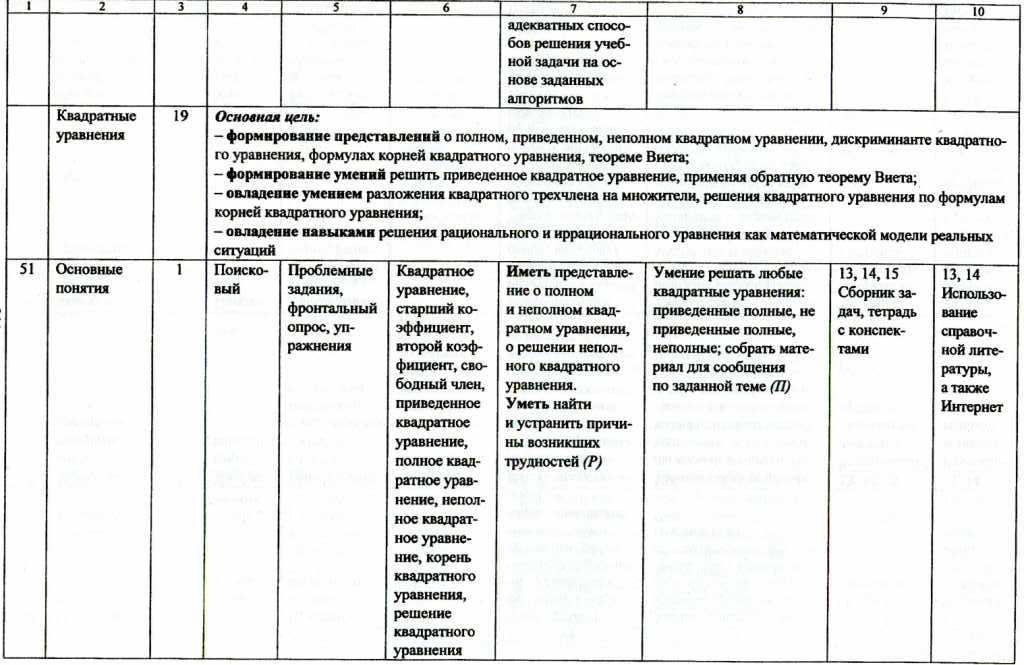 1 2 3 4 5 6 7 8 9 10
адекватных спосо-
бов решения учеб-
ной задачи на ос-
нове заданных
алгоритмов
Квадратные
уравнения
19
Основная цель:
– формирование представлений о полном, приведенном, неполном квадратном уравнении, дискриминанте квадратно-
го уравнения, формулах корней квадратного уравнения, теореме Виета;
– формирование умений решить приведенное квадратное уравнение, применяя обратную теорему Виета;
– овладение умением разложения квадратного трехчлена на множители, решения квадратного уравнения по формулам
корней квадратного уравнения;
– овладение навыками решения рационального и иррационального уравнения как математической модели реальных
ситуаций
51
Основные
понятия
1
Поиско-
вый
Проблемные
задания,
фронтальный
опрос, уп-
ражнения
Квадратное
уравнение,
старший ко-
эффициент,
второй коэф-
фициент, сво-
бодный член,
приведенное
квадратное
уравнение,
полное квад-
ратное урав-
нение, непол-
ное квадрат-
ное уравне-
ние, корень
квадратного
уравнения,
решение
квадратного
уравнения
Иметь представле-
ние о полном
и неполном квад-
ратном уравнении,
о решении непол-
ного квадратного
уравнения.
Уметь найти
и устранить причи-
ны возникших
трудностей (Р)
Умение решать любые
квадратные уравнения:
приведенные полные, не
приведенные полные,
неполные; собрать мате-
риал для сообщения
по заданной теме (П)
13, 14, 15
Сборник за-
дач, тетрадь
с конспек-
тами
13, 14
Использо-
вание
справоч-
ной лите-
ратуры,
а также
Интернет